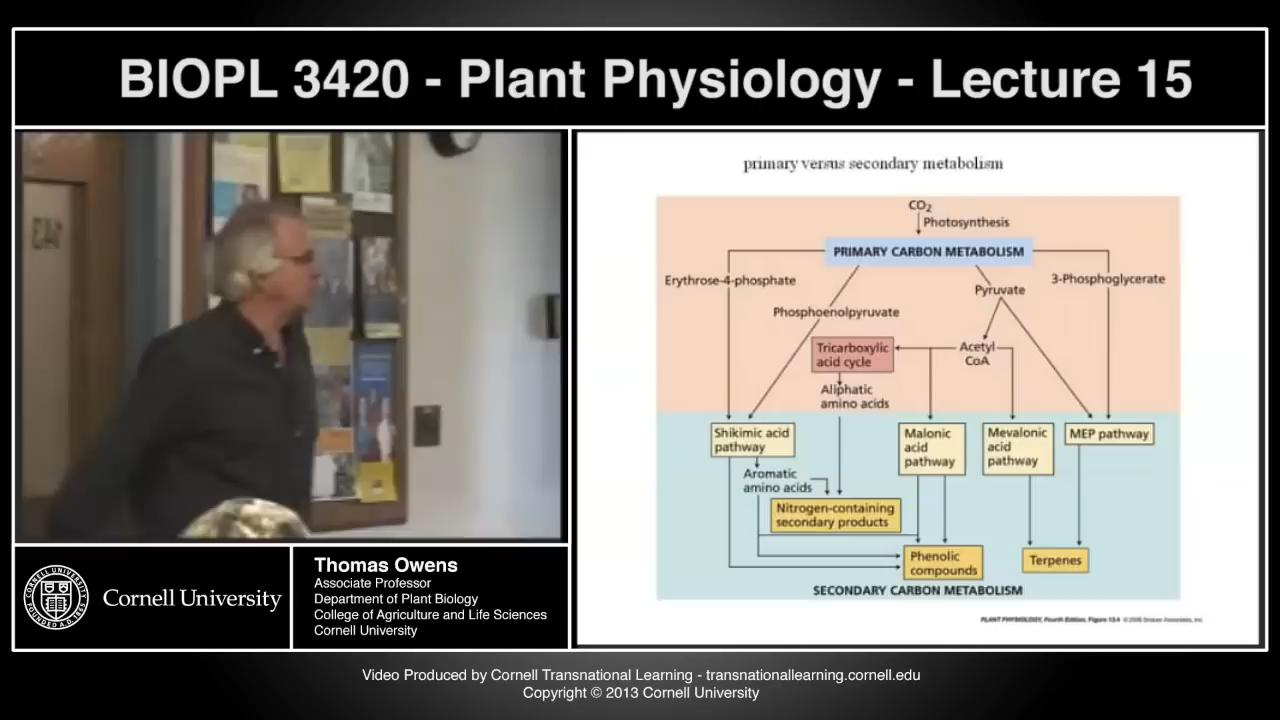 BIOPL 3420 - Plant Physiology - Lecture 15
EXIT
primary versus secondary metabolism
CO2
Photosynthesis
PRIMARY CARBON METABOLISM
Erythrose-4-phosphate
3-Phosphoglycerate
Pyruvate
Phosphoenolpyruvate
Tricarboxylic
acid cycle
Acetyl
CoA
Aliphatic
amino acids
Shikimic acid
pathway
Malonic
acid
pathway
Mevalonic
acid
pathway
MEP pathway
Aromatic
amino acids
Nitrogen-containing
secondary products
Phenolic
compounds
Terpenes
SECONDARY CARBON METABOLISM
PLANT PHYSIOLOGY, Fourth Edition, Figure 13.4 © 2006 Sinauer Associates, Inc.
Cornell University
Thomas Owens
Associate Professor
Department of Plant Biology
College of Agriculture and Life Sciences
Cornell University
Video Produced by Cornell Transnational Learning - transnationallearning.cornell.edu
Copyright © 2013 Cornell University